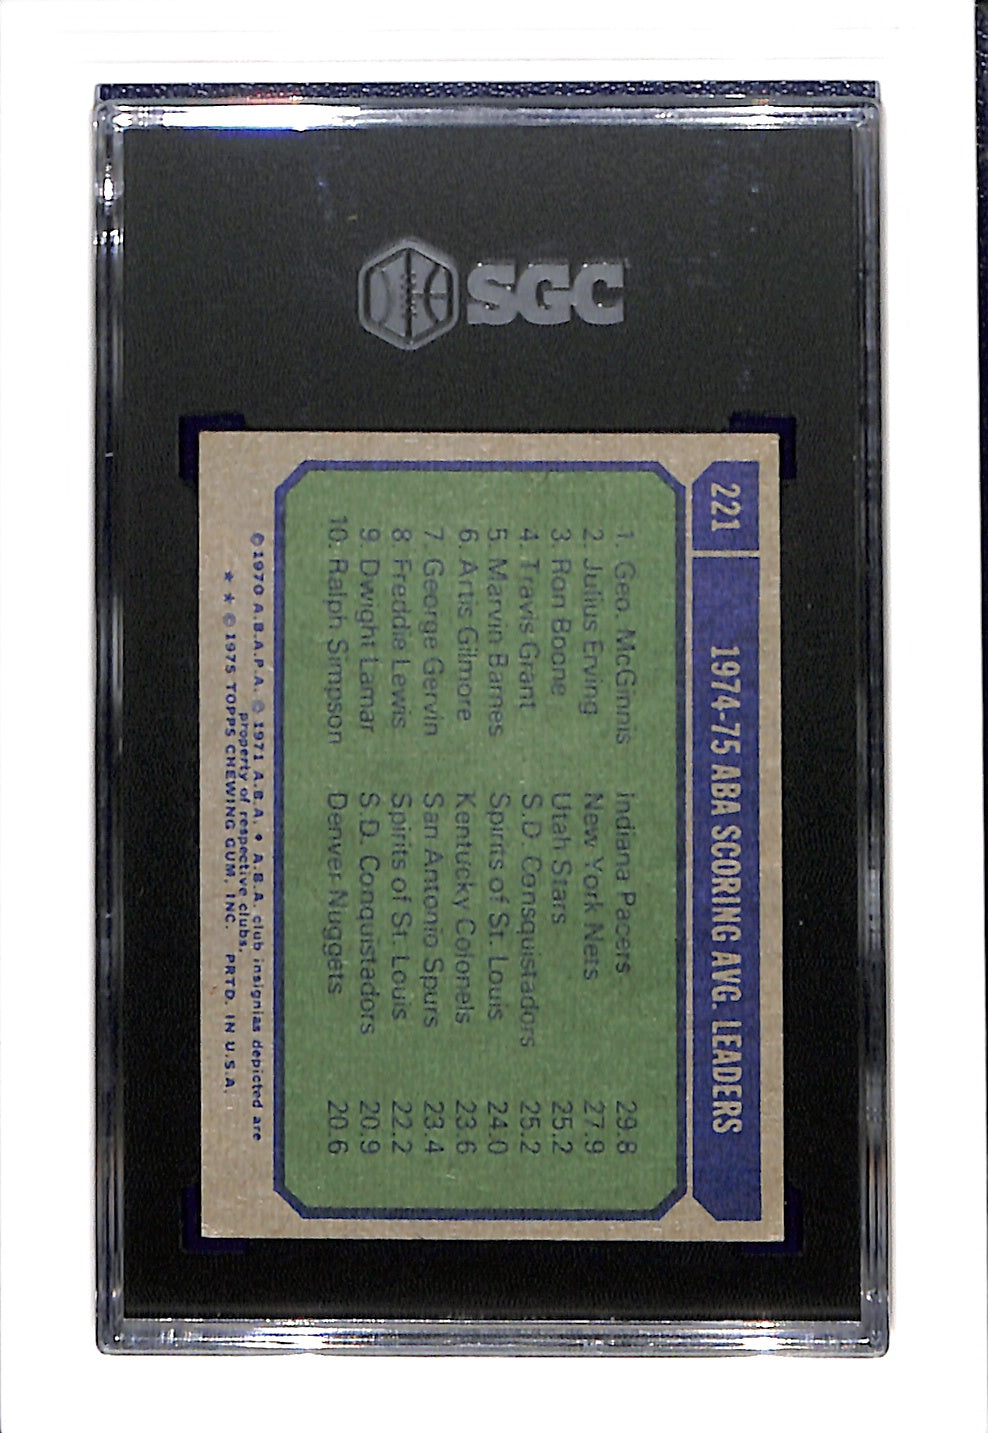 SGC
221 1974-75 ABA SCORING AVG. LEADERS
1. Geo. McGinnis Indiana Pacers 29.8
2. Julius Erving New York Nets 27.9
3. Ron Boone Utah Stars 25.2
4. Travis Grant S.D. Consquistadors 25.2
5. Marvin Barnes Spirits of St. Louis 24.0
6. Artis Gilmore Kentucky Colonels 23.6
7. George Gervin San Antonio Spurs 23.4
8. Freddie Lewis Spirits of St. Louis 22.2
9. Dwight Lamar S.D. Conquistadors 20.9
10. Ralph Simpson Denver Nuggets 20.6
© 1970 A.B.A.P.A. © 1971 A.B.A. • A.B.A. club insignias depicted are
property of respective clubs.
* * © 1975 TOPPS CHEWING GUM, INC. PRTD. IN U.S.A.